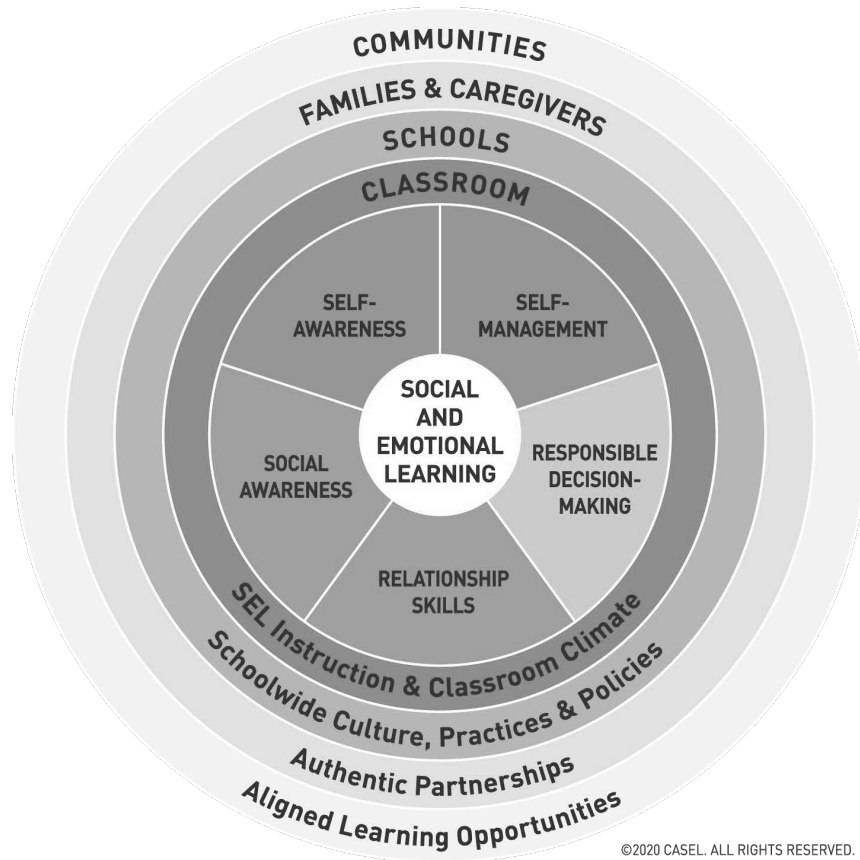 COMMUNITIES
FAMILIES & CAREGIVERS
SCHOOLS
CLASSROOM
SELF-
AWARENESS
SELF-
MANAGEMENT
SOCIAL
AND
EMOTIONAL
LEARNING
SOCIAL
AWARENESS
RESPONSIBLE
DECISION-
MAKING
RELATIONSHIP
SKILLS
SEL Instruction & Classroom Climate
Schoolwide Culture, Practices & Policies
Authentic Partnerships
Aligned Learning Opportunities
©2020 CASEL. ALL RIGHTS RESERVED.